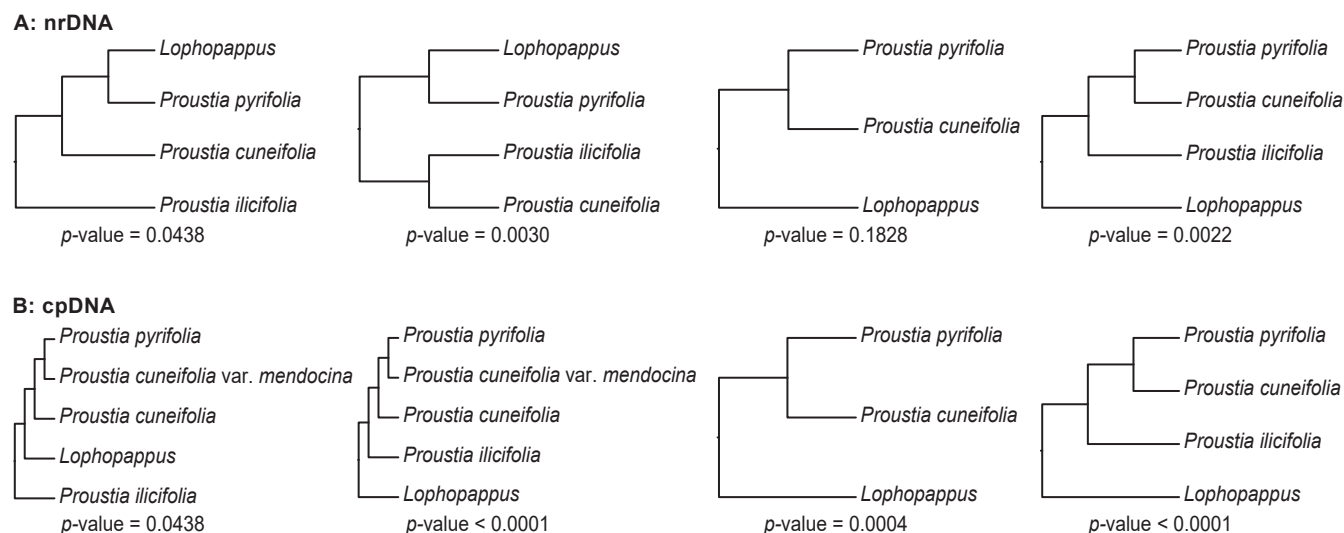 A: nrDNA
Lophopappus
Proustia pyrifolia
Proustia cuneifolia
Proustia ilicifolia
p-value = 0.0438
Lophopappus
Proustia pyrifolia
Proustia ilicifolia
Proustia cuneifolia
p-value = 0.0030
Proustia pyrifolia
Proustia cuneifolia
Lophopappus
p-value = 0.1828
Proustia pyrifolia
Proustia cuneifolia
Proustia ilicifolia
Lophopappus
p-value = 0.0022
B: cpDNA
Proustia pyrifolia
Proustia cuneifolia var. mendocina
Proustia cuneifolia
Lophopappus
Proustia ilicifolia
p-value = 0.0438
Proustia pyrifolia
Proustia cuneifolia var. mendocina
Proustia cuneifolia
Proustia ilicifolia
Lophopappus
p-value < 0.0001
Proustia pyrifolia
Proustia cuneifolia
Lophopappus
p-value = 0.0004
Proustia pyrifolia
Proustia cuneifolia
Proustia ilicifolia
Lophopappus
p-value < 0.0001